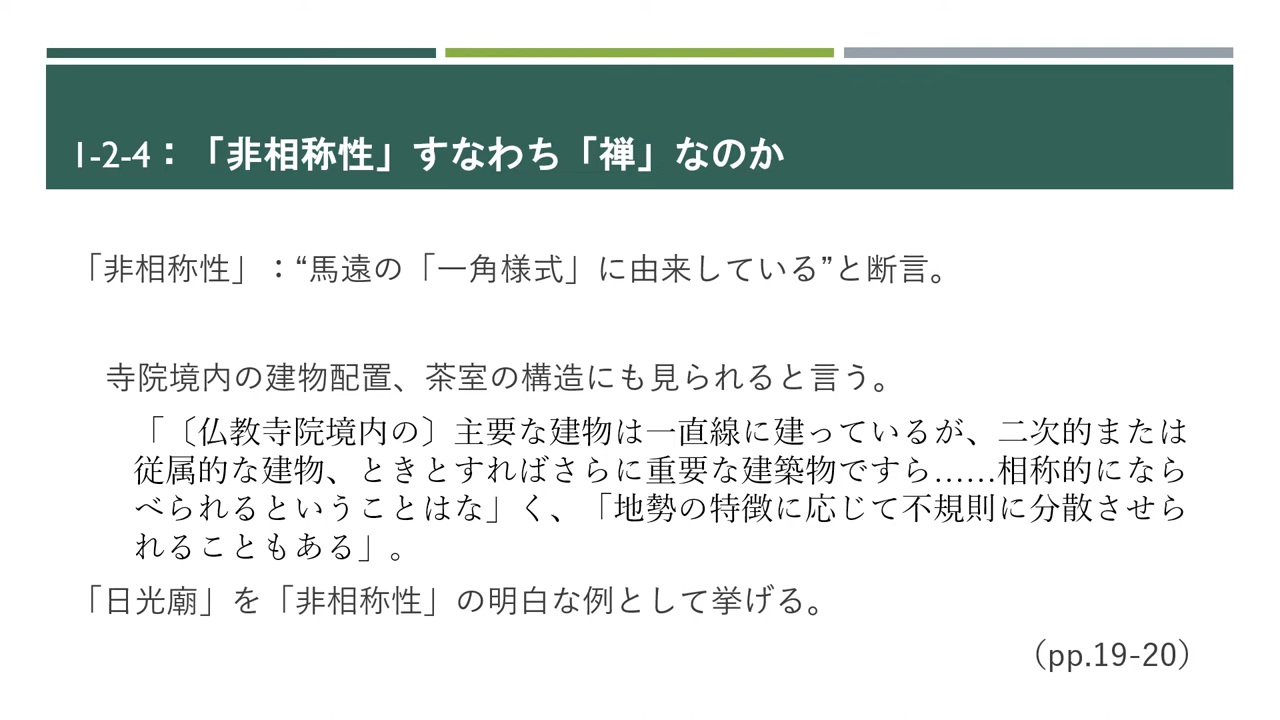 1-2-4：「非相称性」すなわち「禅」なのか
「非相称性」：“馬遠の「一角様式」に由来している”と断言。
寺院境内の建物配置、茶室の構造にも見られると言う。
「〔仏教寺院境内の〕主要な建物は一直線に建っているが、二次的または
従属的な建物、ときとすればさらに重要な建築物ですら……相称的になら
べられるということはな」く、「地勢の特徴に応じて不規則に分散させら
れることもある」。
「日光廟」を「非相称性」の明白な例として挙げる。
（pp.19-20）